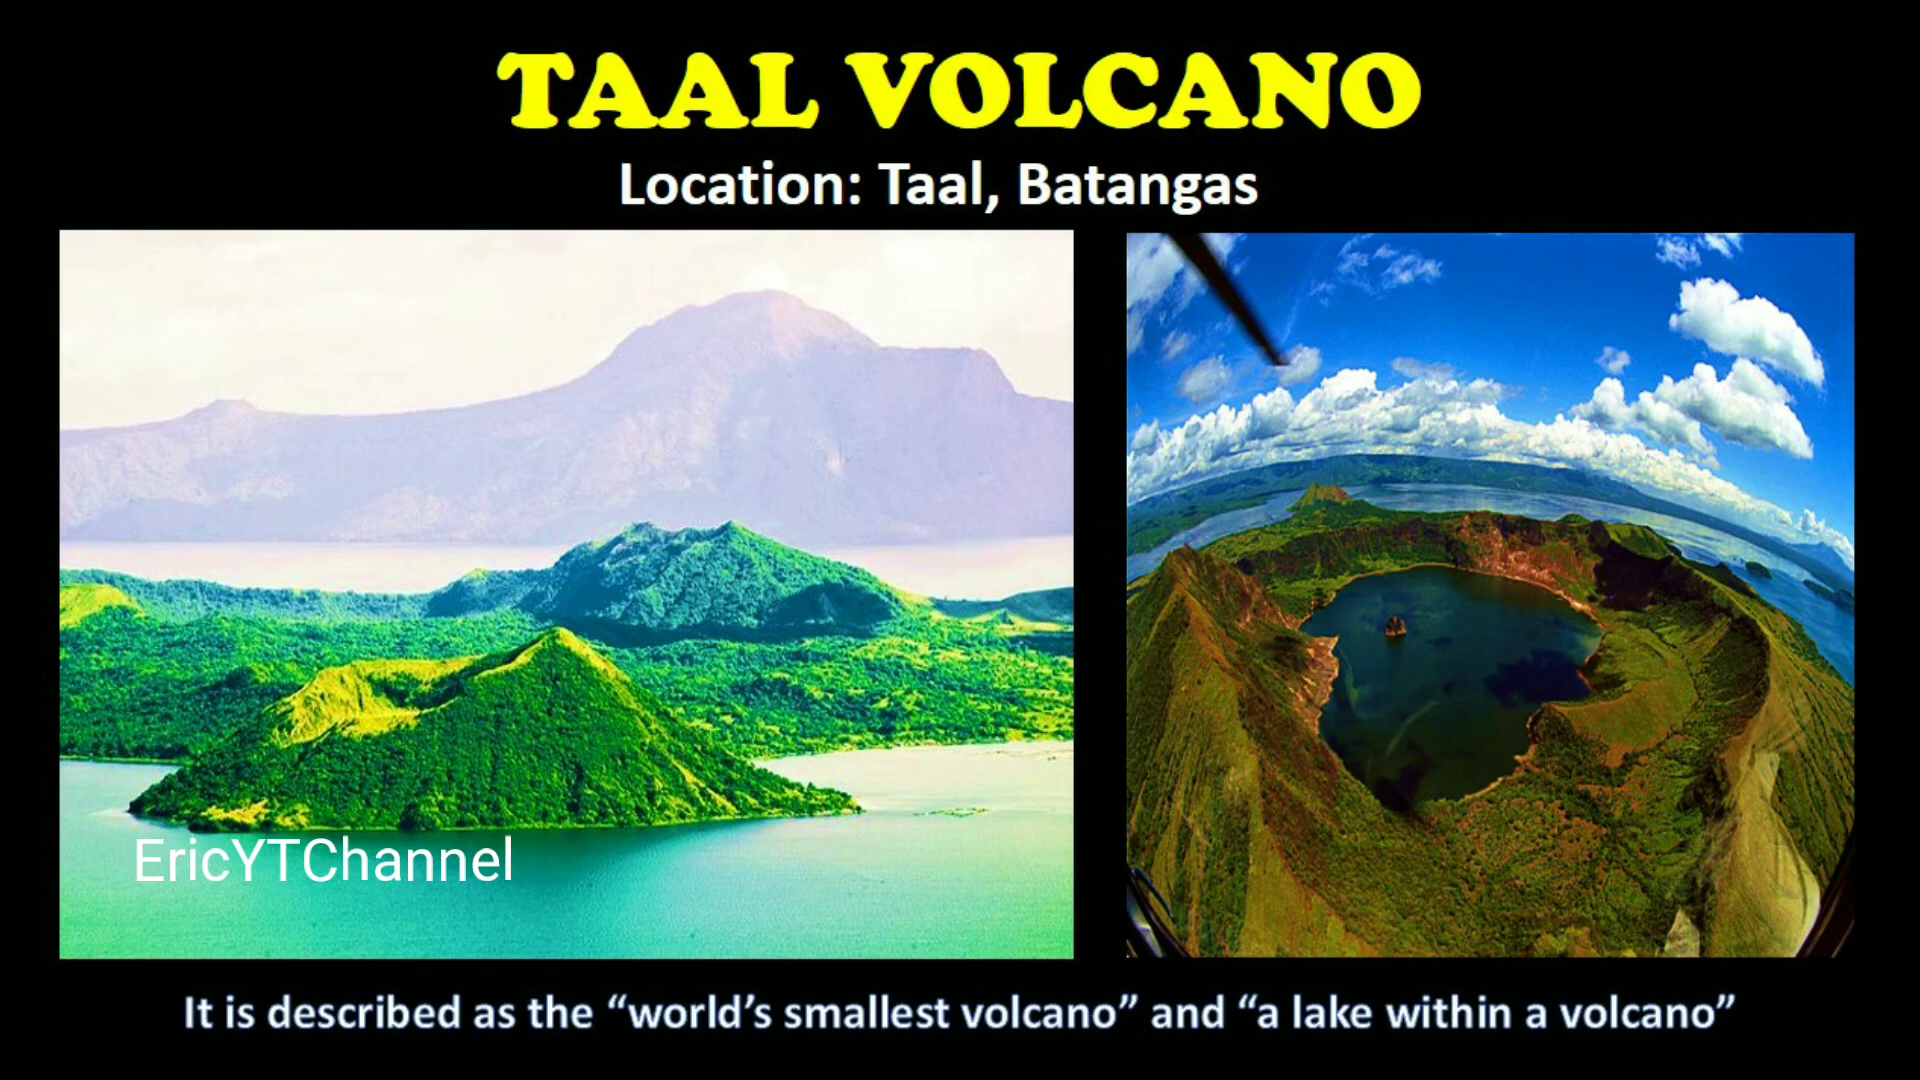 TAAL VOLCANO
Location: Taal, Batangas
EricYTChannel
It is described as the “world’s smallest volcano” and “a lake within a volcano”